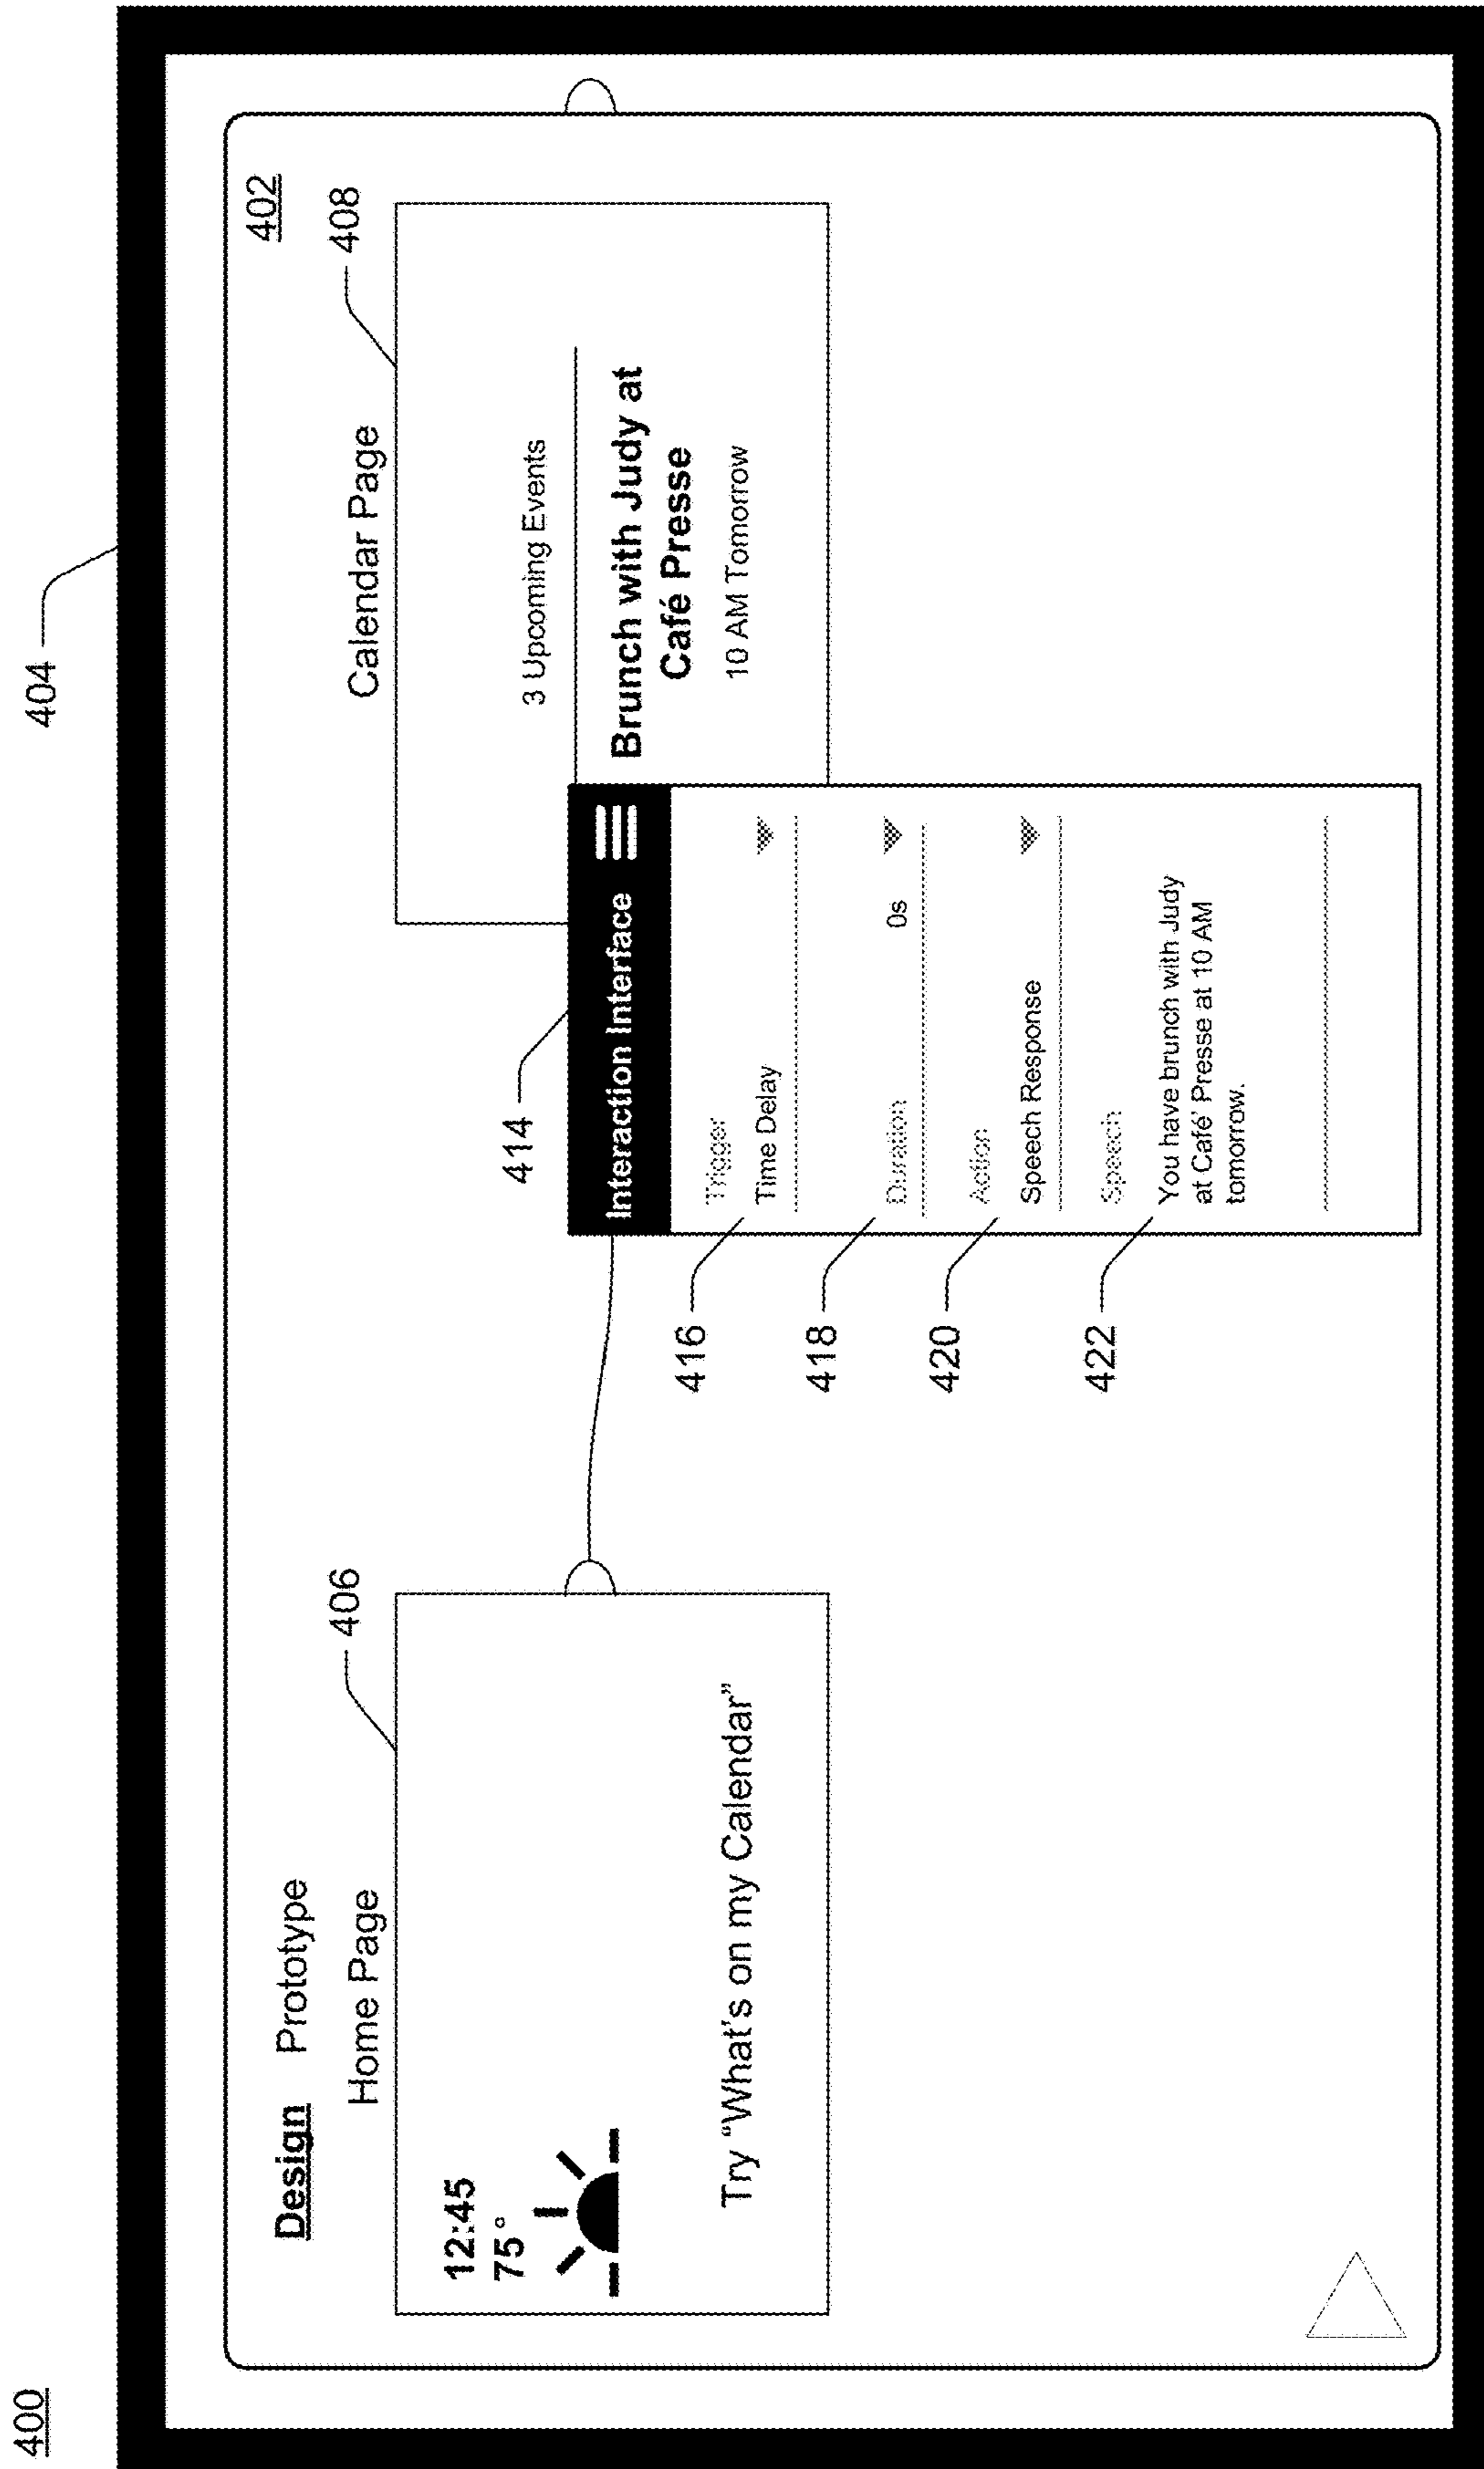 400
404
402
Design Prototype
Home Page
406
12:45
75°
Try “What's on my Calendar”
Calendar Page
408
3 Upcoming Events
Brunch with Judy at
Café Presse
10 AM Tomorrow
414
Interaction Interface
416
Trigger
Time Delay
418
Duration 0s
420
Action
Speech Response
422
Speech
You have brunch with Judy
at Café' Presse at 10 AM
tomorrow.